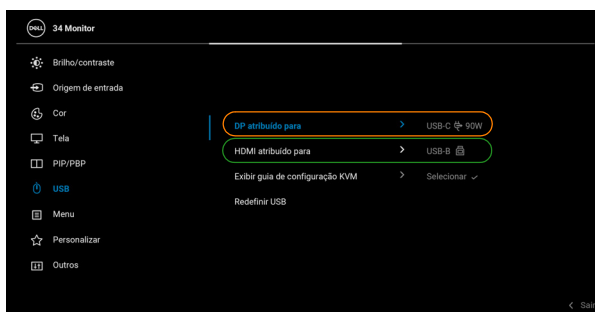 DELL 34 Monitor
Brilho/contraste
Origem de entrada
Cor
Tela
PIP/PBP
USB
Menu
Personalizar
Outros
DP atribuído para > USB-C 90W
HDMI atribuído para > USB-B
Exibir guia de configuração KVM > Selecionar ✓
Redefinir USB
< Sair